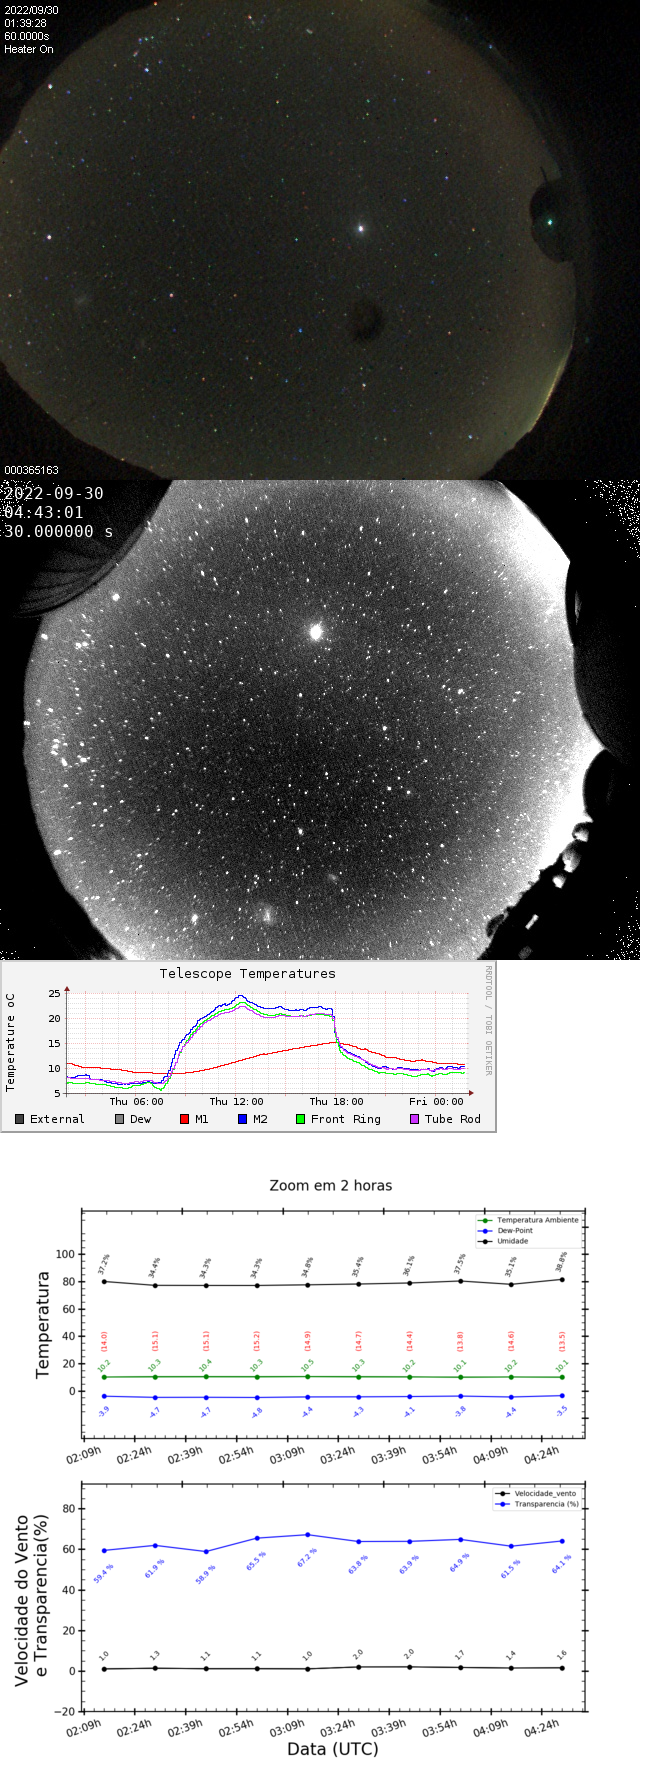 2022/09/30
01:39:28
60.0000s
Heater On
000365163
2022-09-30
04:43:01
30.000000 s
Telescope Temperatures
Temperature oC
25
20
15
10
5
Thu 06:00 Thu 12:00 Thu 18:00 Fri 00:00
External Dew M1 M2 Front Ring Tube Rod
RRDTOOL / TOBI OETIKER
Zoom em 2 horas
Temperatura Ambiente
Dew-Point
Umidade
Temperatura
100
80
60
40
20
0
37.2% 34.4% 34.3% 34.3% 34.8% 35.4% 36.1% 37.5% 35.1% 38.8%
(14.0) (15.1) (15.1) (15.2) (14.9) (14.7) (14.4) (13.8) (14.6) (13.5)
10.2 10.3 10.4 10.3 10.5 10.3 10.2 10.1 10.2 10.1
-3.9 -4.7 -4.7 -4.8 -4.4 -4.3 -4.1 -3.8 -4.4 -3.5
02:09h 02:24h 02:39h 02:54h 03:09h 03:24h 03:39h 03:54h 04:09h 04:24h
Velocidade_vento
Transparencia (%)
Velocidade do Vento
e Transparencia(%)
80
60
40
20
0
−20
59.4 % 61.9 % 58.9 % 65.5 % 67.2 % 63.8 % 63.9 % 64.9 % 61.5 % 64.1 %
1.0 1.3 1.1 1.1 1.0 2.0 2.0 1.7 1.4 1.6
02:09h 02:24h 02:39h 02:54h 03:09h 03:24h 03:39h 03:54h 04:09h 04:24h
Data (UTC)